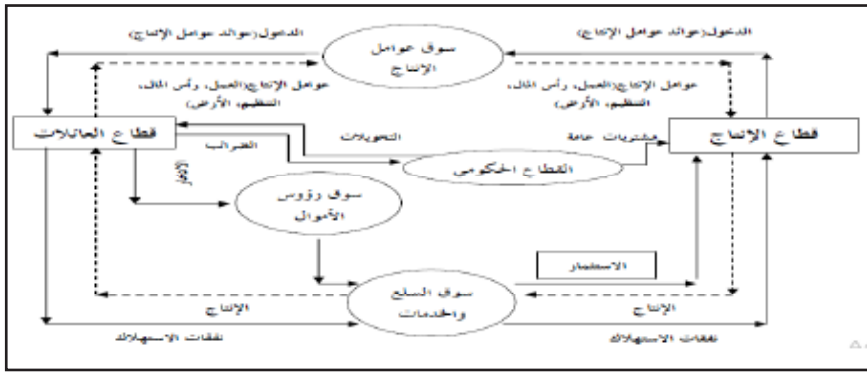 الدخول(عوائد عوامل الإنتاج)
سوق عوامل
الإنتاج
الدخول(عوائد عوامل الإنتاج)
عوامل الإنتاج(العمل، رأس المال،
التنظيم، الأرض)
عوامل الإنتاج(العمل، رأس المال،
التنظيم، الأرض)
قطاع الإنتاج
مشتريات عامة
التحويلات
الضرائب
قطاع العائلات
القطاع الحكومي
الادخار
سوق رؤوس
الأموال
الاستثمار
سوق السلع
والخدمات
الإنتاج
الإنتاج
نفقات الاستهلاك
نفقات الاستهلاك